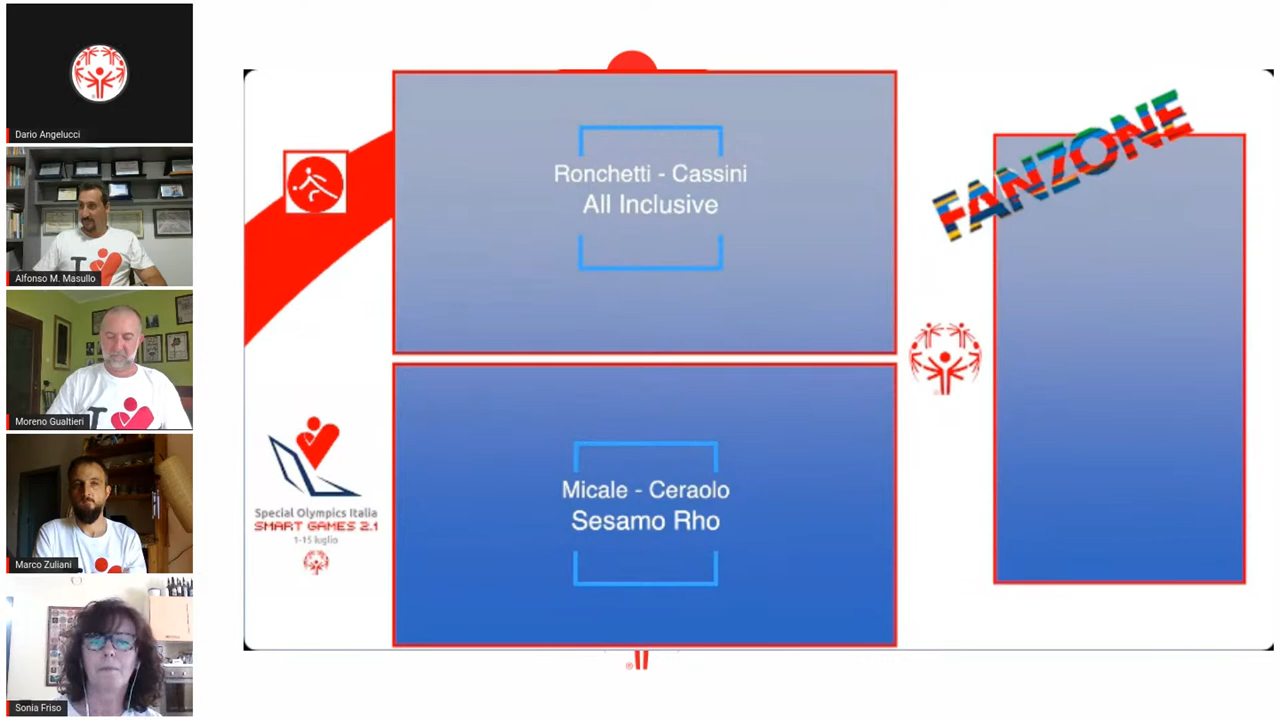 Dario Angelucci
Alfonso M. Masullo
Moreno Gualtieri
Marco Zuliani
Sonia Friso
Ronchetti - Cassini
All Inclusive
Micale - Ceraolo
Sesamo Rho
FANZONE
Special Olympics Italia
SMART GAMES 2.1
1-15 luglio
I